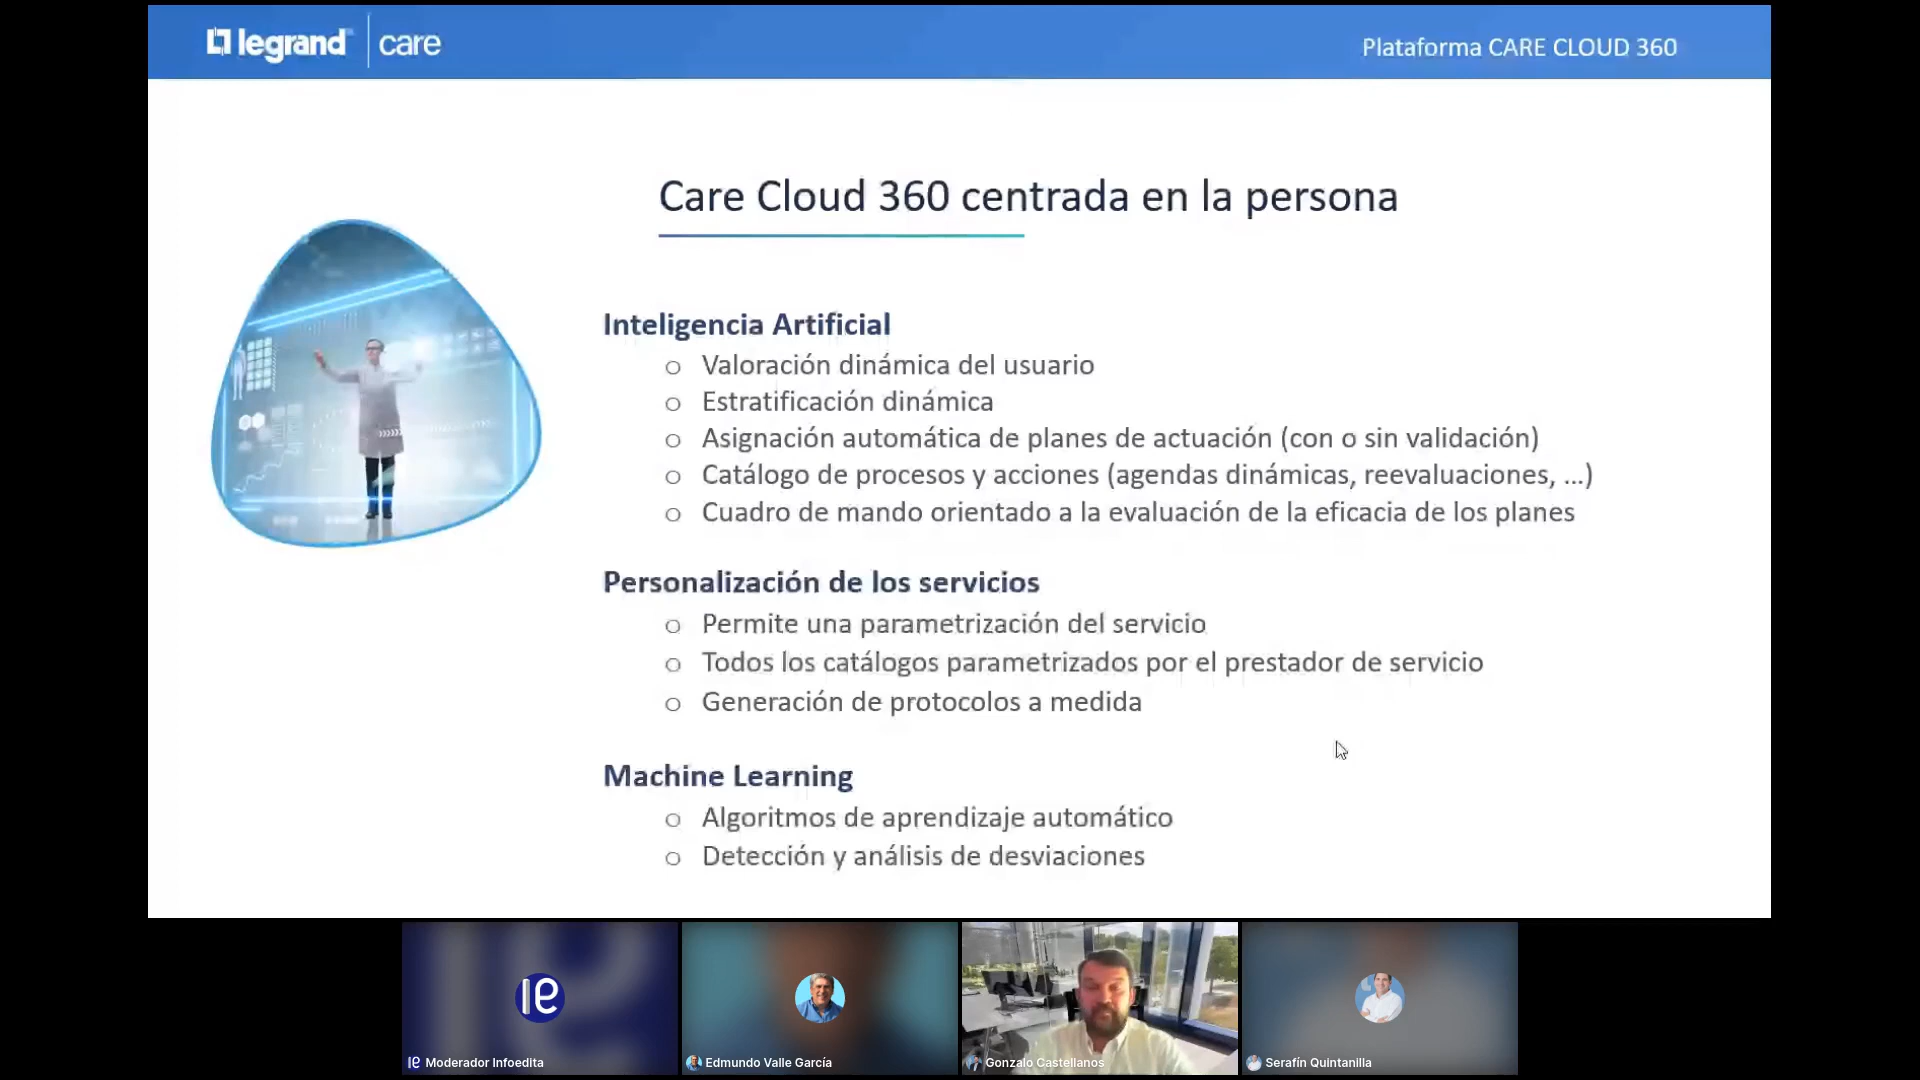 legrand care
Plataforma CARE CLOUD 360
Care Cloud 360 centrada en la persona
Inteligencia Artificial
o Valoración dinámica del usuario
o Estratificación dinámica
o Asignación automática de planes de actuación (con o sin validación)
o Catálogo de procesos y acciones (agendas dinámicas, reevaluaciones, ...)
o Cuadro de mando orientado a la evaluación de la eficacia de los planes
Personalización de los servicios
o Permite una parametrización del servicio
o Todos los catálogos parametrizados por el prestador de servicio
o Generación de protocolos a medida
Machine Learning
o Algoritmos de aprendizaje automático
o Detección y análisis de desviaciones
Ie
Ie Moderador Infoedita
Edmundo Valle García
Gonzalo Castellanos
Serafín Quintanilla